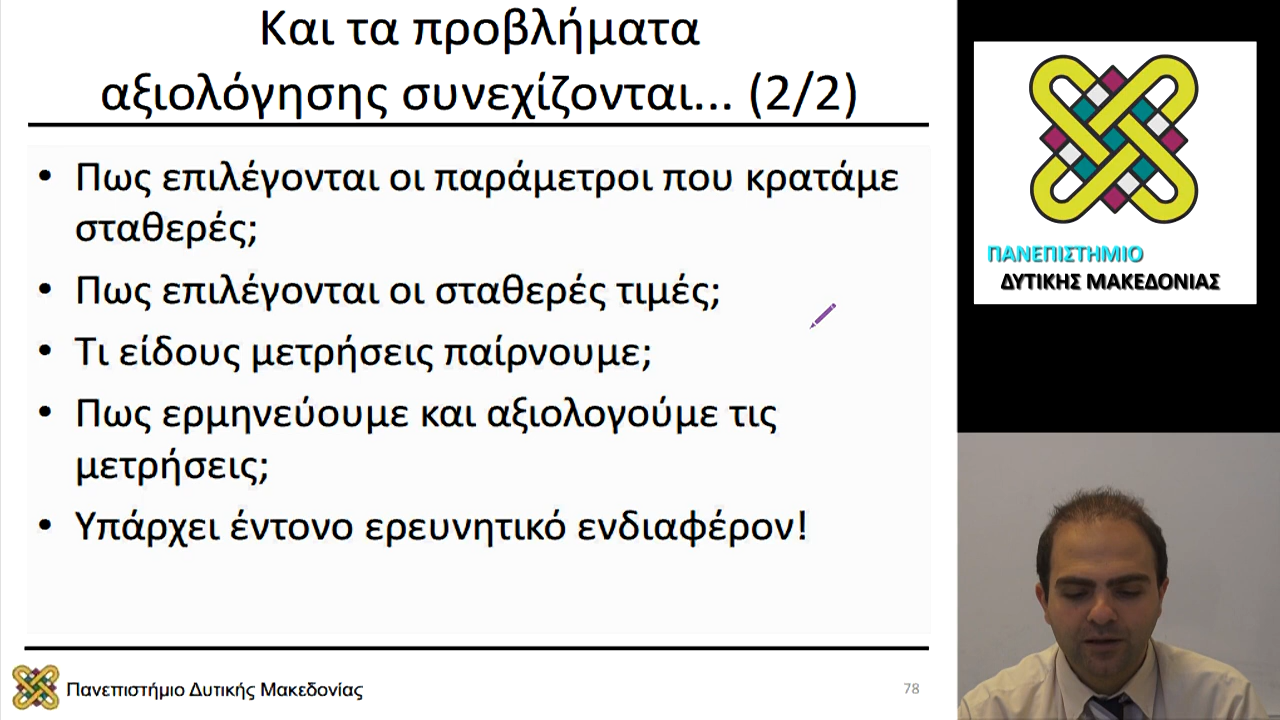 Και τα προβλήματα
αξιολόγησης συνεχίζονται... (2/2)
• Πως επιλέγονται οι παράμετροι που κρατάμε
σταθερές;
• Πως επιλέγονται οι σταθερές τιμές;
• Τι είδους μετρήσεις παίρνουμε;
• Πως ερμηνεύουμε και αξιολογούμε τις
μετρήσεις;
• Υπάρχει έντονο ερευνητικό ενδιαφέρον!
Πανεπιστήμιο Δυτικής Μακεδονίας
78
ΠΑΝΕΠΙΣΤΗΜΙΟ
ΔΥΤΙΚΗΣ ΜΑΚΕΔΟΝΙΑΣ